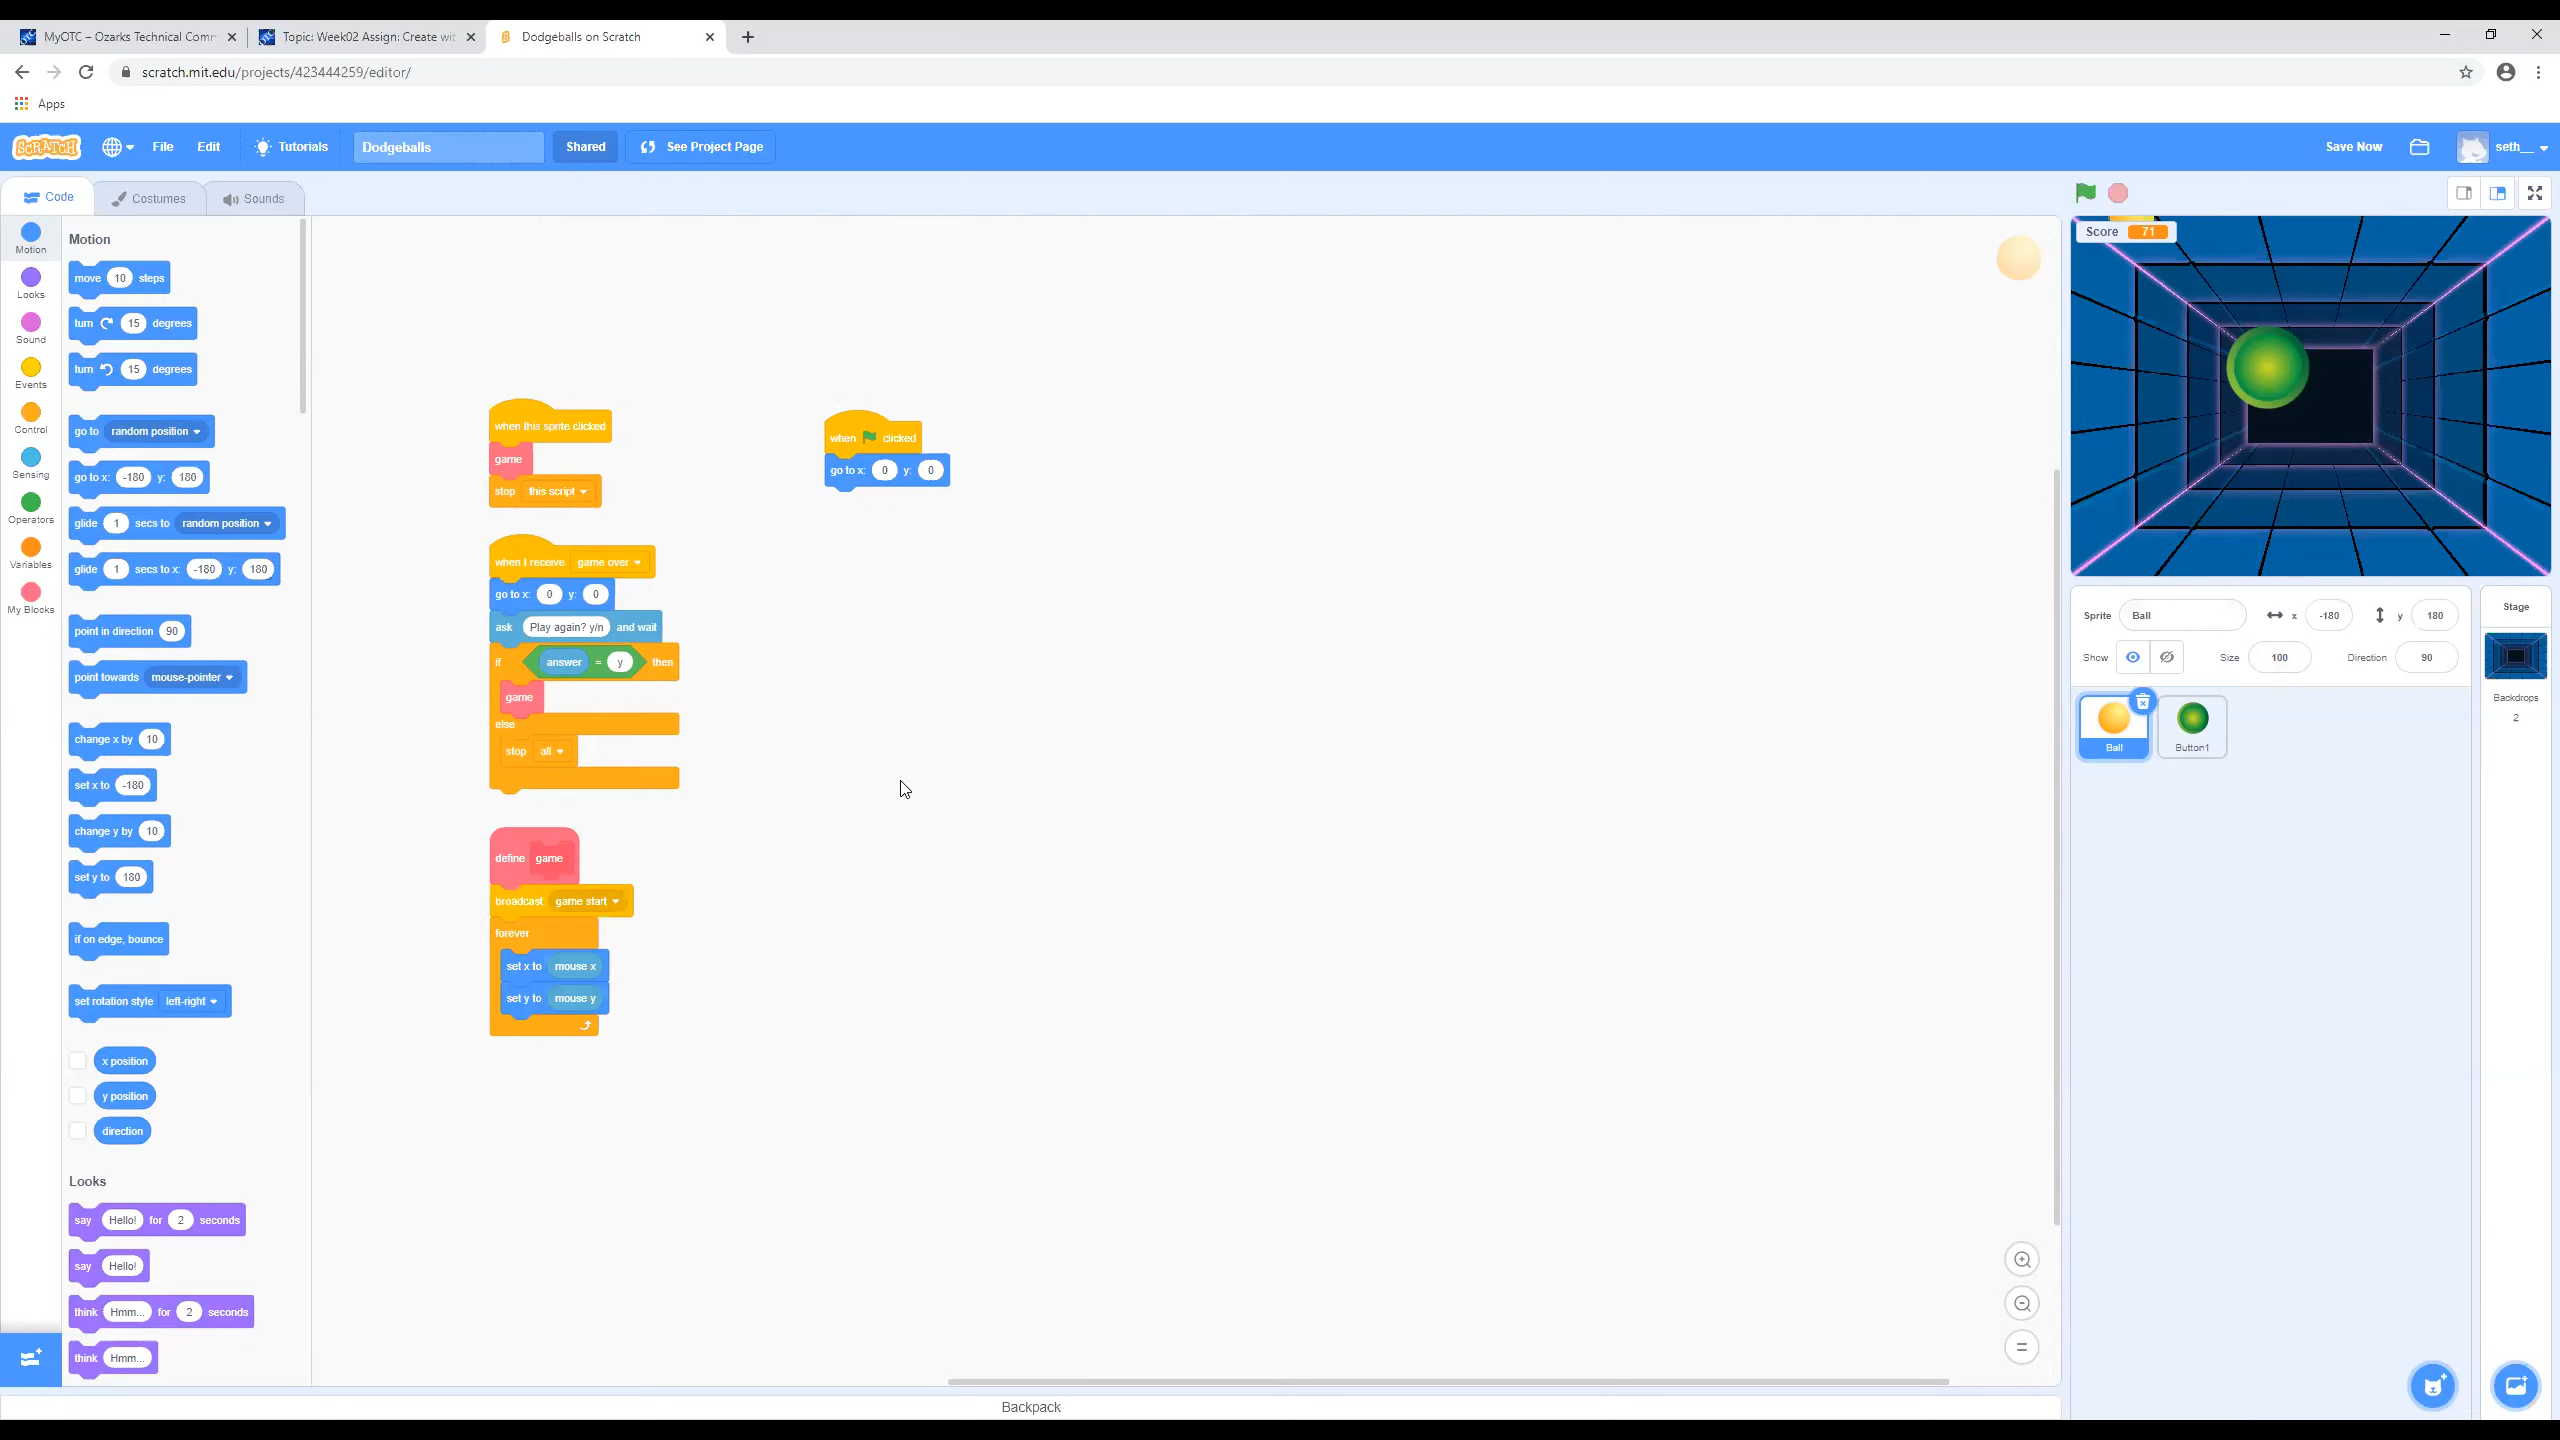 MyOTC – Ozarks Technical Comm
Topic: Week02 Assign: Create wit
Dodgeballs on Scratch
scratch.mit.edu/projects/423444259/editor/
Apps
SCRATCH File Edit Tutorials Dodgeballs Shared See Project Page Save Now seth__
Code Costumes Sounds
Motion
Looks
Sound
Events
Control
Sensing
Operators
Variables
My Blocks
Motion
move 10 steps
turn 15 degrees
turn 15 degrees
go to random position
go to x: -180 y: 180
glide 1 secs to random position
glide 1 secs to x: -180 y: 180
point in direction 90
point towards mouse-pointer
change x by 10
set x to -180
change y by 10
set y to 180
if on edge, bounce
set rotation style left-right
x position
y position
direction
Looks
say Hello! for 2 seconds
say Hello!
think Hmm... for 2 seconds
think Hmm...
when this sprite clicked
game
stop this script
when I receive game over
go to x: 0 y: 0
ask Play again? y/n and wait
if answer = y then
game
else
stop all
define game
broadcast game start
forever
set x to mouse x
set y to mouse y
when clicked
go to x: 0 y: 0
Score 71
Sprite Ball x -180 y 180
Show Size 100 Direction 90
Ball
Button1
Stage
Backdrops
2
Backpack